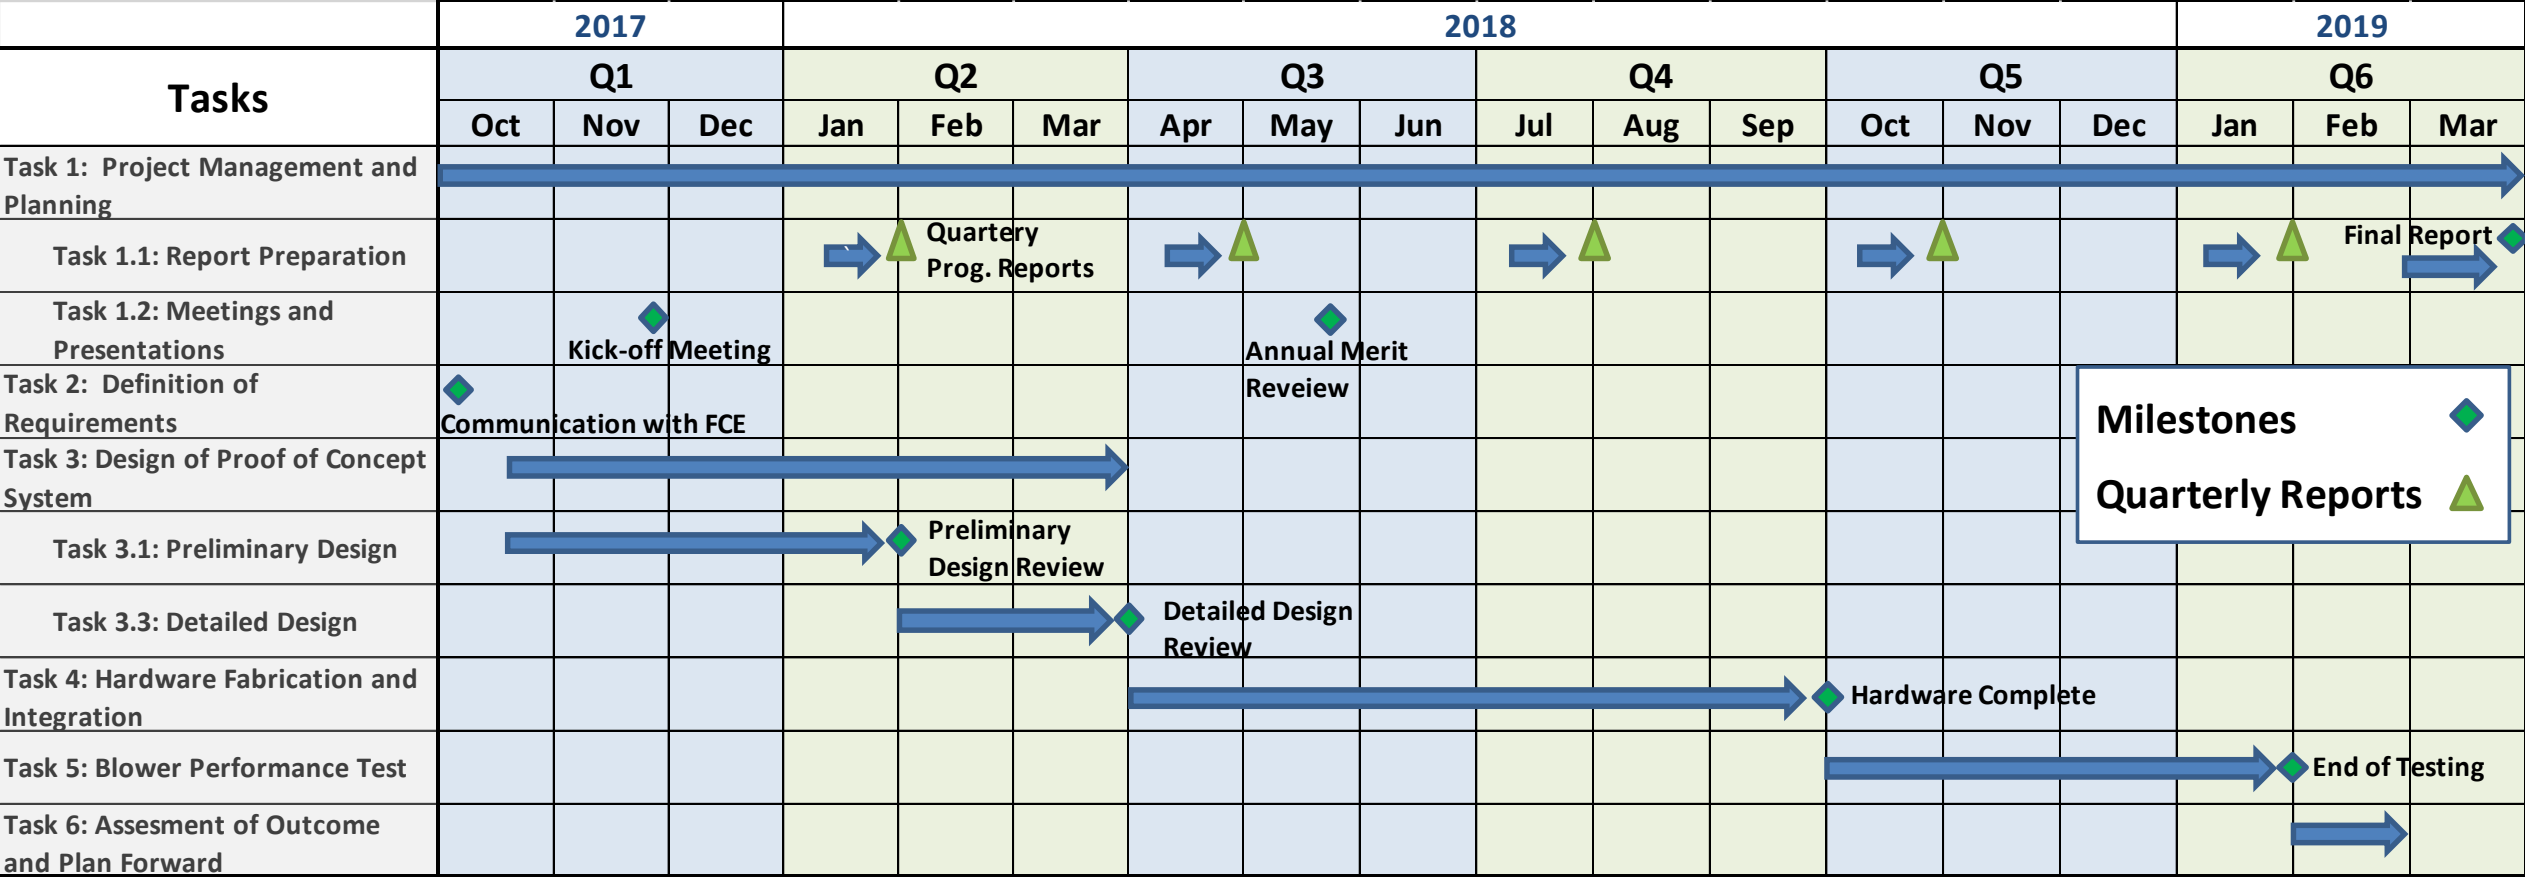 2017 2018 2019
Tasks
Q1 Q2 Q3 Q4 Q5 Q6
Oct Nov Dec Jan Feb Mar Apr May Jun Jul Aug Sep Oct Nov Dec Jan Feb Mar
Task 1:  Project Management and
Planning
Task 1.1: Report Preparation
Quartery
Prog. Reports
Final Report
Task 1.2: Meetings and
Presentations
Kick-off Meeting
Annual Merit
Reveiew
Task 2:  Definition of
Requirements
Communication with FCE
Milestones
Quarterly Reports
Task 3: Design of Proof of Concept
System
Task 3.1: Preliminary Design
Preliminary
Design Review
Task 3.3: Detailed Design
Detailed Design
Review
Task 4: Hardware Fabrication and
Integration
Hardware Complete
Task 5: Blower Performance Test
End of Testing
Task 6: Assesment of Outcome
and Plan Forward